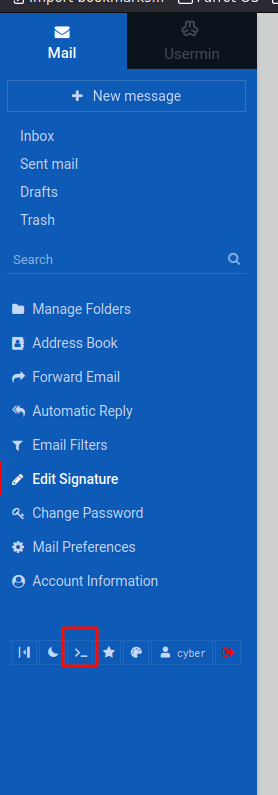 Import bookmarks...
Parrot OS
Mail
Usermin
New message
Inbox
Sent mail
Drafts
Trash
Search
Manage Folders
Address Book
Forward Email
Automatic Reply
Email Filters
Edit Signature
Change Password
Mail Preferences
Account Information
cyber